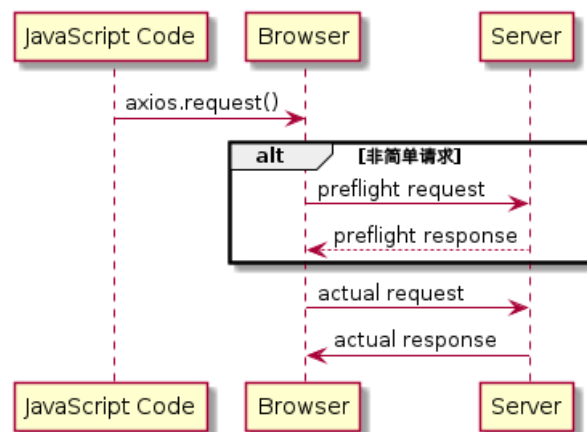 JavaScript Code Browser Server
axios.request()
alt [非简单请求]
preflight request
preflight response
actual request
actual response
JavaScript Code Browser Server